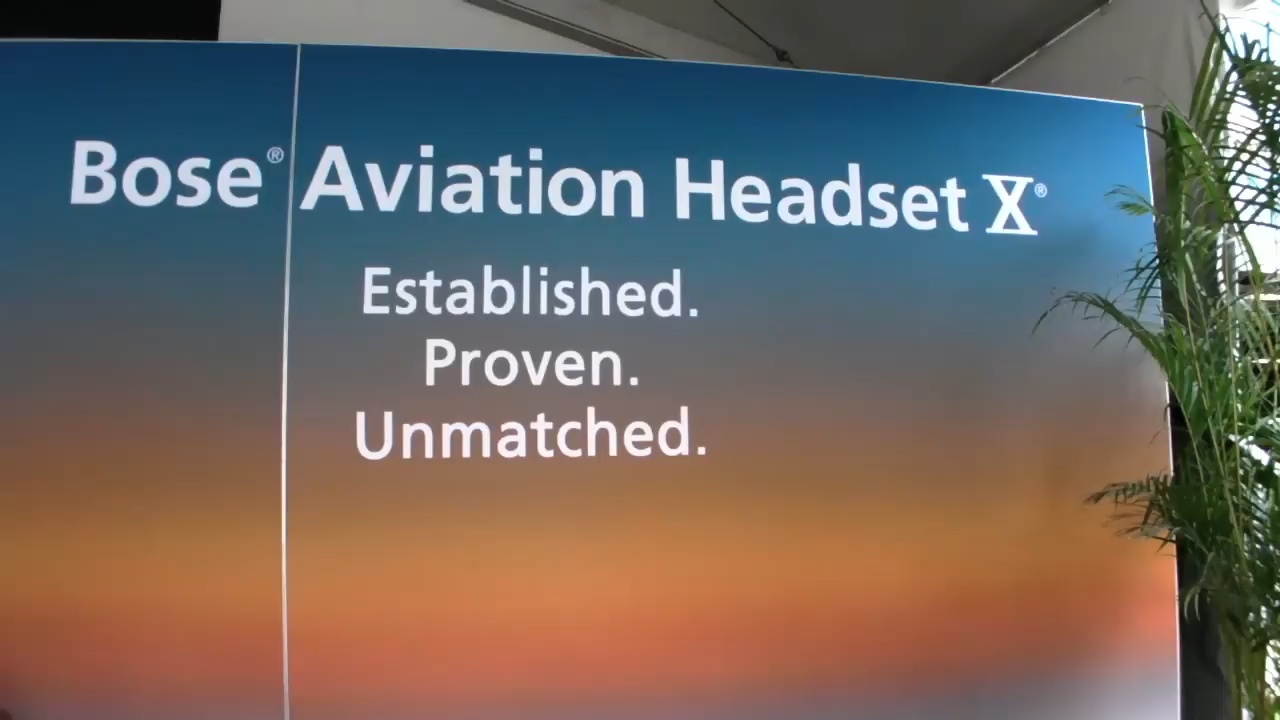 Bose® Aviation Headset X®
Established.
Proven.
Unmatched.